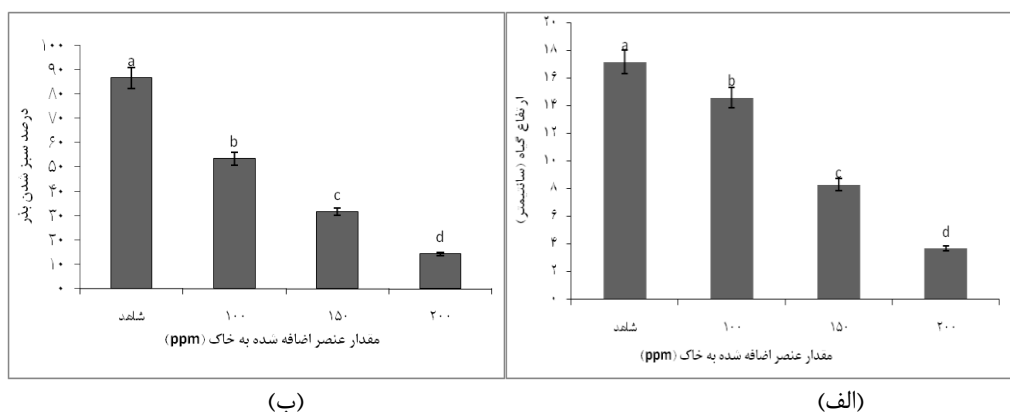 ۱۸
۱۶
۱۴
۱۲
۱۰
۸
۶
۴
۲
۰
ارتفاع گیاه (سانتیمتر)
a
b
c
d
شاهد ۱۰۰ ۱۵۰ ۲۰۰
مقدار عنصر اضافه شده به خاک (ppm)
(الف)
۱۰۰
۹۰
۸۰
۷۰
۶۰
۵۰
۴۰
۳۰
۲۰
۱۰
۰
درصد سبز شدن بذر
a
b
c
d
شاهد ۱۰۰ ۱۵۰ ۲۰۰
مقدار عنصر اضافه شده به خاک (ppm)
(ب)